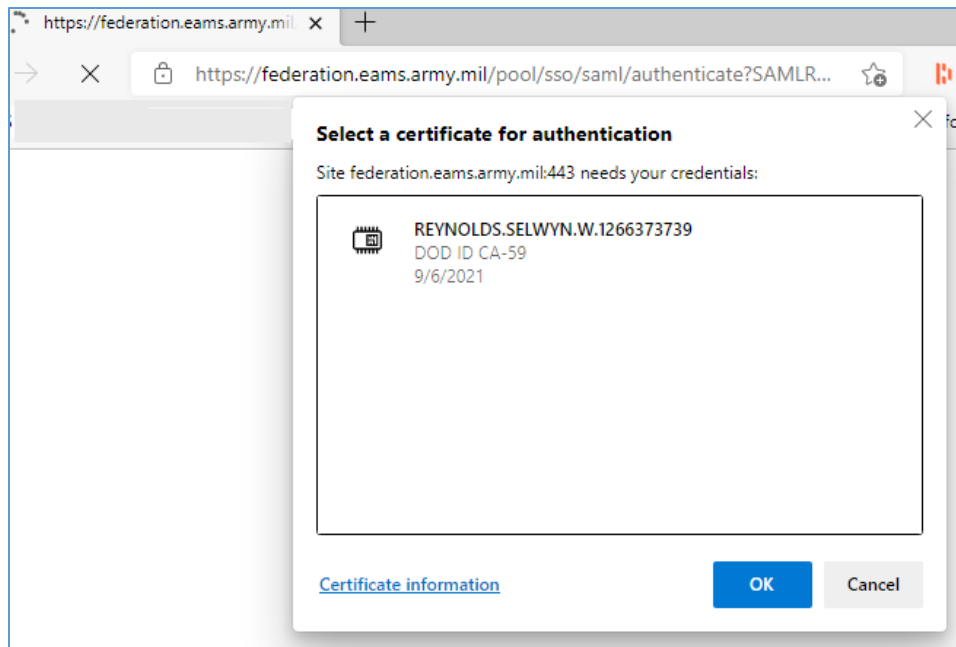 https://federation.eams.army.mil
https://federation.eams.army.mil/pool/sso/saml/authenticate?SAMLR...
Select a certificate for authentication
Site federation.eams.army.mil:443 needs your credentials:
REYNOLDS.SELWYN.W.1266373739
DOD ID CA-59
9/6/2021
Certificate information
OK
Cancel